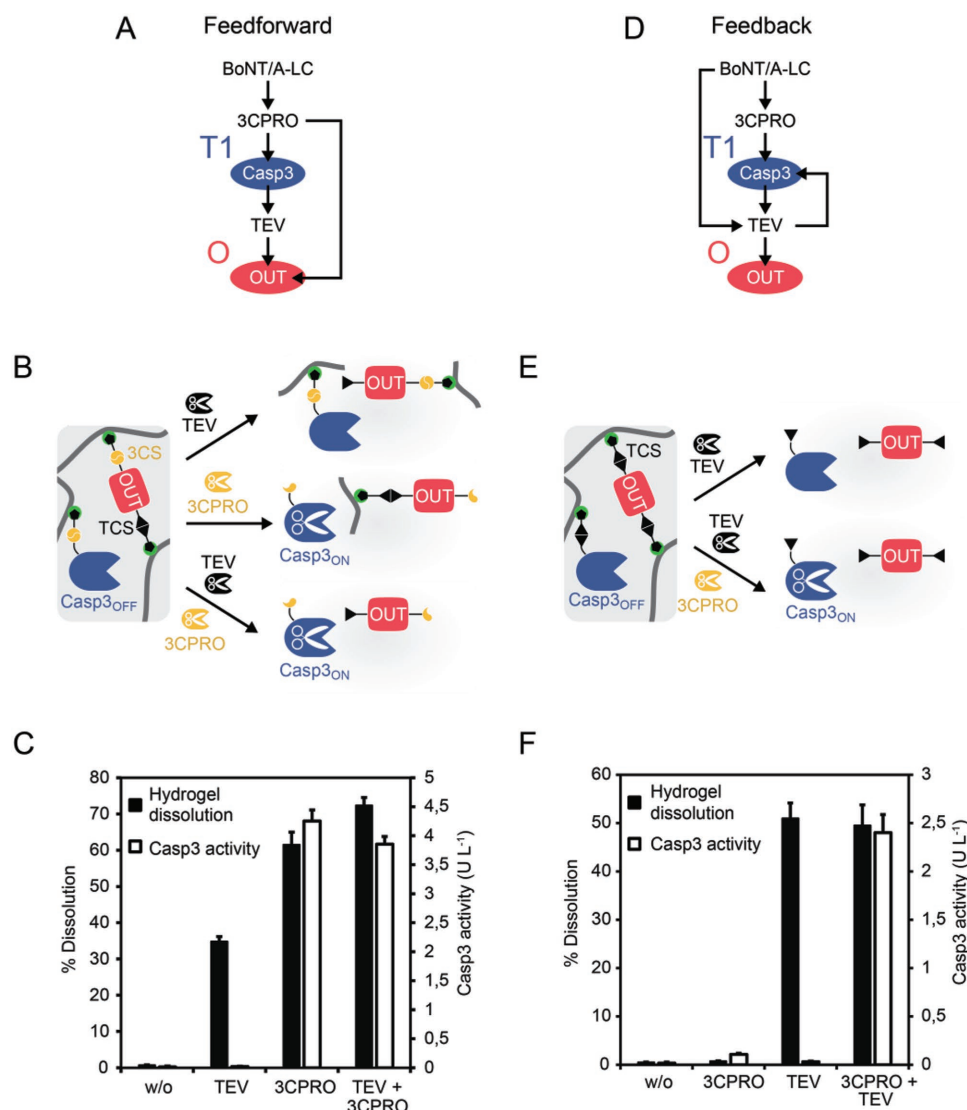 A
Feedforward
BoNT/A-LC
3CPRO
T1
Casp3
TEV
O
OUT
D
Feedback
BoNT/A-LC
3CPRO
T1
Casp3
TEV
O
OUT
B
3CS
OUT
TCS
Casp3OFF
TEV
3CPRO
TEV
3CPRO
OUT
OUT
Casp3ON
OUT
Casp3ON
E
TCS
OUT
Casp3OFF
TEV
TEV
3CPRO
OUT
OUT
Casp3ON
C
80
70
60
50
40
30
20
10
0
% Dissolution
Hydrogel
dissolution
Casp3 activity
5
4,5
4
3,5
3
2,5
2
1,5
1
0,5
0
Casp3 activity (U L-1)
w/o
TEV
3CPRO
TEV +
3CPRO
F
60
50
40
30
20
10
0
% Dissolution
Hydrogel
dissolution
Casp3 activity
3
2,5
2
1,5
1
0,5
0
Casp3 activity (U L-1)
w/o
3CPRO
TEV
3CPRO +
TEV